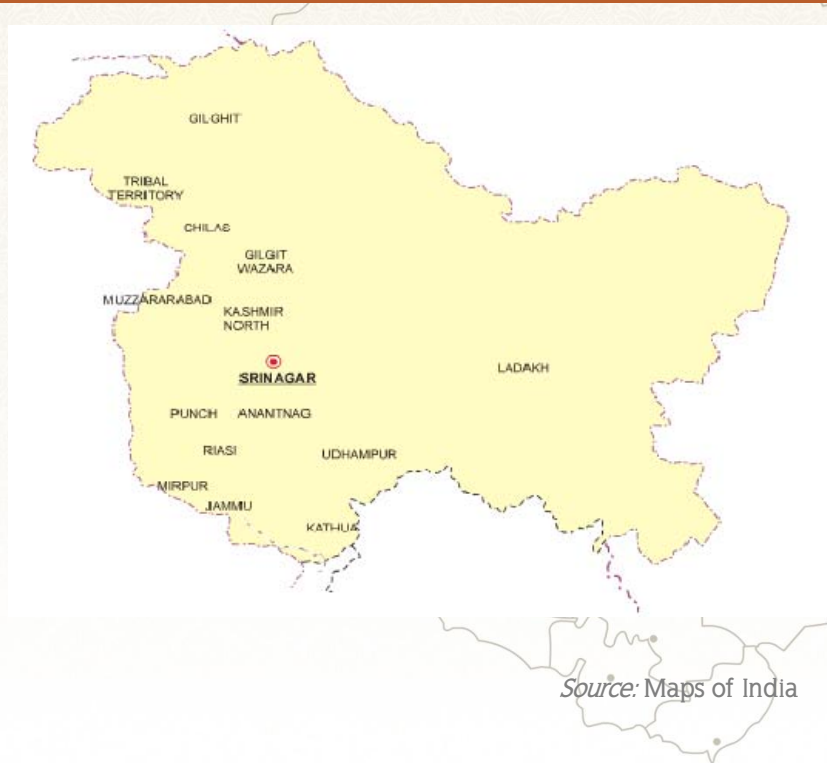 GILGHIT
TRIBAL
TERRITORY
CHILAS
GILGIT
WAZARA
MUZZARARABAD
KASHMIR
NORTH
SRINAGAR
LADAKH
PUNCH
ANANTNAG
RIASI
UDHAMPUR
MIRPUR
JAMMU
KATHUA
Source: Maps of India